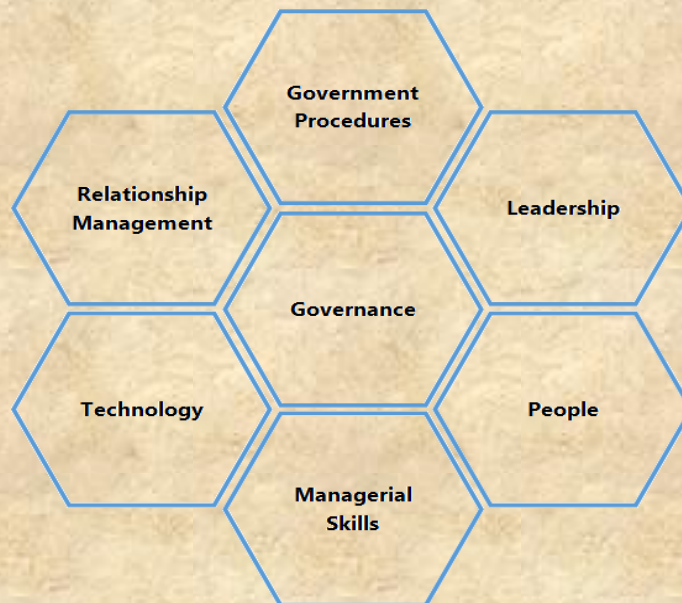 Government
Procedures
Relationship
Management
Leadership
Governance
Technology
People
Managerial
Skills